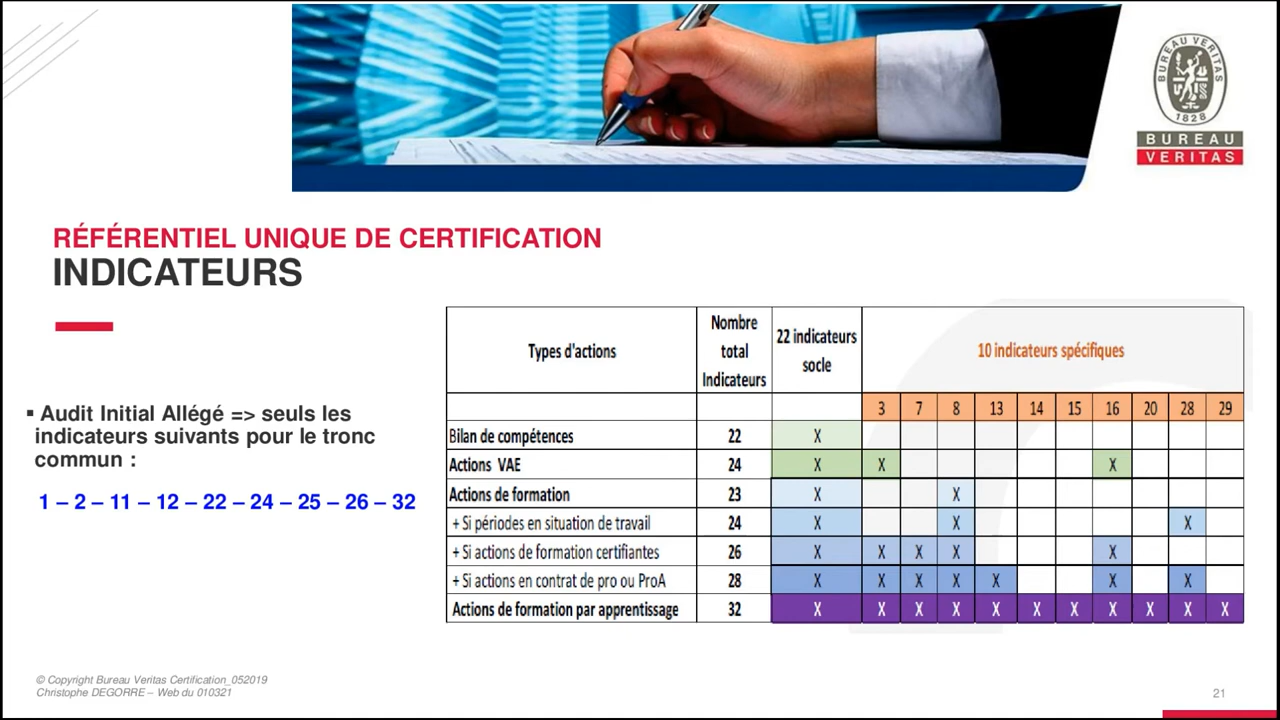 BUREAU VERITAS
1828
BUREAU
VERITAS
RÉFÉRENTIEL UNIQUE DE CERTIFICATION
INDICATEURS
▪ Audit Initial Allégé => seuls les
indicateurs suivants pour le tronc
commun :
1 – 2 – 11 – 12 – 22 – 24 – 25 – 26 – 32
Types d'actions
Nombre
total
Indicateurs
22 indicateurs
socle
10 indicateurs spécifiques
3 7 8 13 14 15 16 20 28 29
Bilan de compétences 22 X
Actions VAE 24 X X X
Actions de formation 23 X X
+ Si périodes en situation de travail 24 X X X
+ Si actions de formation certifiantes 26 X X X X X
+ Si actions en contrat de pro ou ProA 28 X X X X X X X
Actions de formation par apprentissage 32 X X X X X X X X X X X
© Copyright Bureau Veritas Certification_052019
Christophe DEGORRE – Web du 010321
21